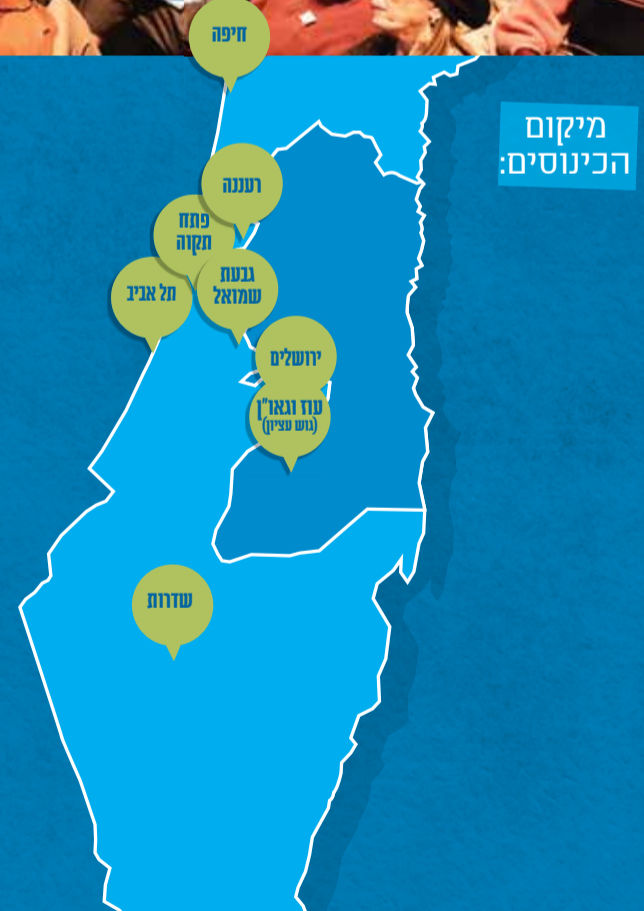 מיקום
הכינוסים:
חיפה
רעננה
פתח
תקוה
גבעת
שמואל
תל אביב
ירושלים
עוז וגאו"ן
(גוש עציון)
שדרות